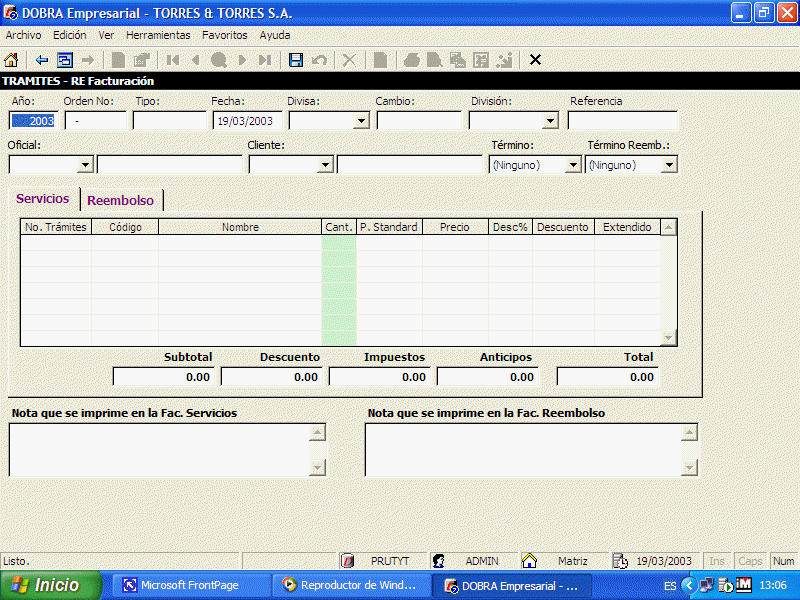 DOBRA Empresarial - TORRES & TORRES S.A.
Archivo Edición Ver Herramientas Favoritos Ayuda
TRAMITES - RE Facturación
Año: Orden No: Tipo: Fecha: Divisa: Cambio: División: Referencia
2003 - 19/03/2003
Oficial: Cliente: Término: Término Reemb.:
(Ninguno) (Ninguno)
Servicios Reembolso
No. Trámites Código Nombre Cant. P. Standard Precio Desc% Descuento Extendido
Subtotal Descuento Impuestos Anticipos Total
0.00 0.00 0.00 0.00 0.00
Nota que se imprime en la Fac. Servicios Nota que se imprime en la Fac. Reembolso
Listo. PRUTYT ADMIN Matriz 19/03/2003 Ins Caps Num
Inicio Microsoft FrontPage Reproductor de Wind... DOBRA Empresarial - ... ES 13:06